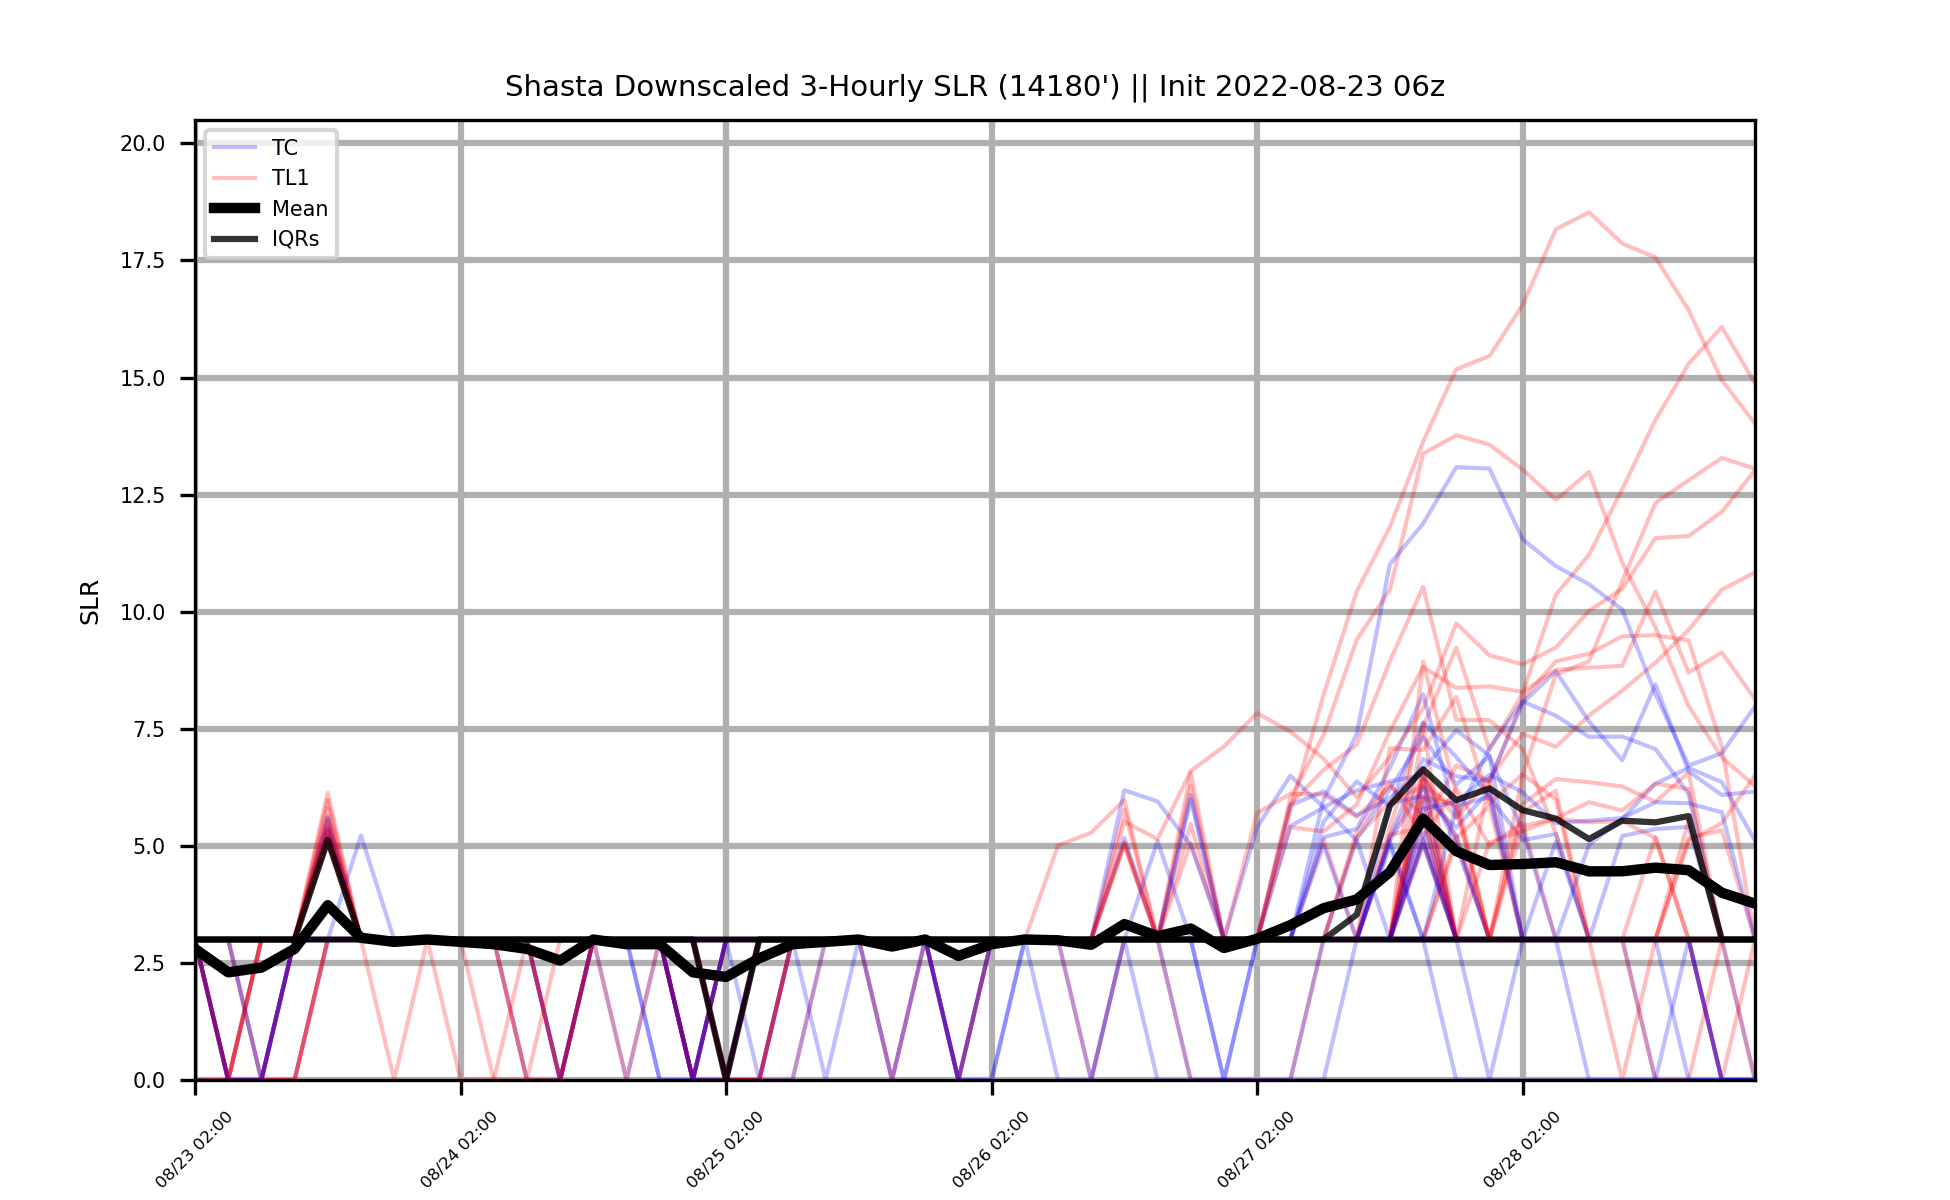 Shasta Downscaled 3-Hourly SLR (14180') || Init 2022-08-23 06z
TC
TL1
Mean
IQRs
SLR
20.0
17.5
15.0
12.5
10.0
7.5
5.0
2.5
0.0
08/23 02:00
08/24 02:00
08/25 02:00
08/26 02:00
08/27 02:00
08/28 02:00